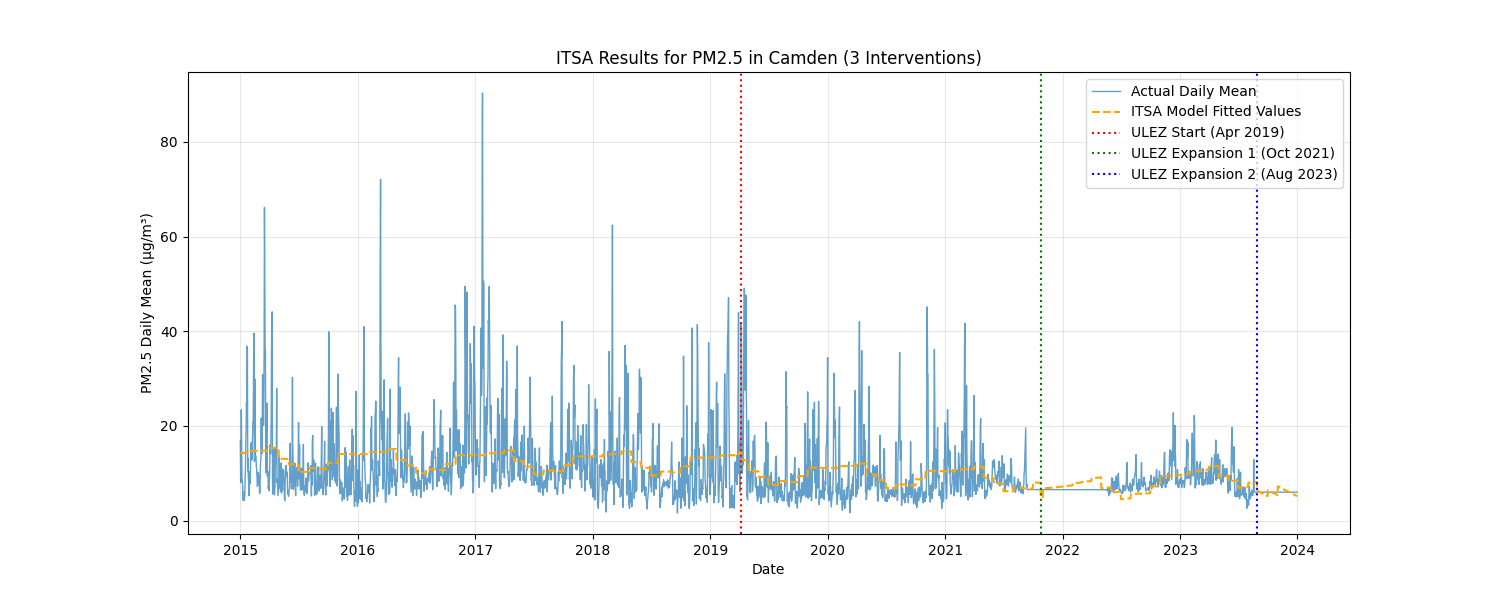 ITSA Results for PM2.5 in Camden (3 Interventions)
Actual Daily Mean
ITSA Model Fitted Values
ULEZ Start (Apr 2019)
ULEZ Expansion 1 (Oct 2021)
ULEZ Expansion 2 (Aug 2023)
PM2.5 Daily Mean (µg/m³)
80
60
40
20
0
2015 2016 2017 2018 2019 2020 2021 2022 2023 2024
Date